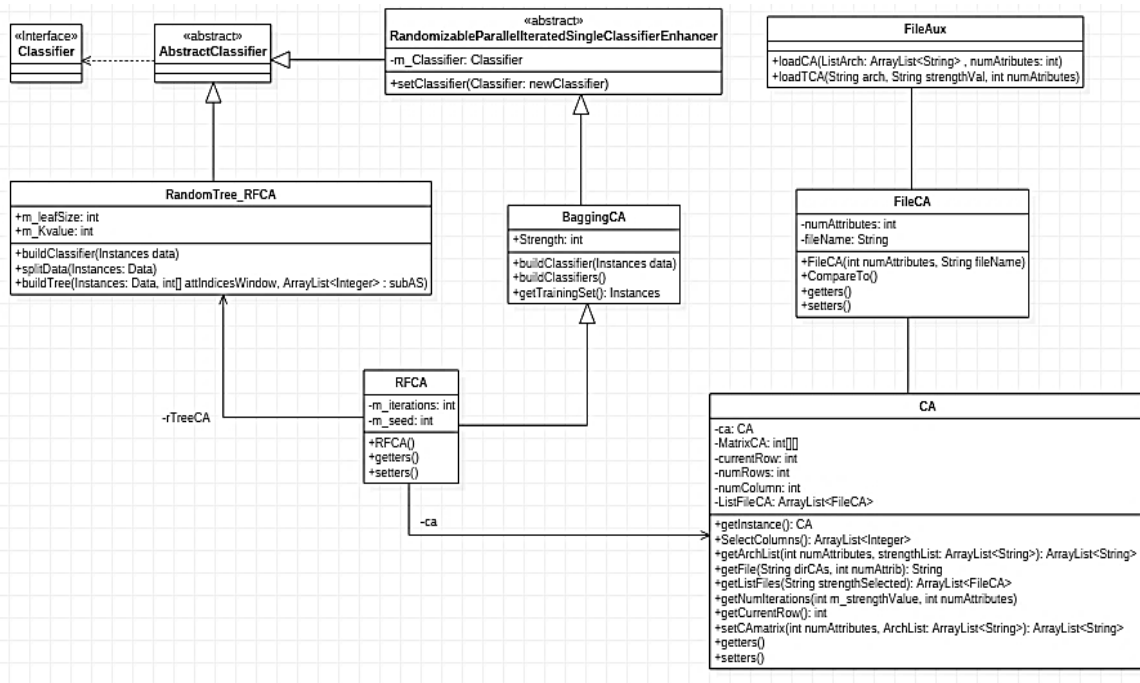 «Interface»
Classifier
«abstract»
AbstractClassifier
«abstract»
RandomizableParallelIteratedSingleClassifierEnhancer
-m_Classifier: Classifier
+setClassifier(Classifier: newClassifier)
FileAux
+loadCA(ListArch: ArrayList<String> , numAtributes: int)
+loadTCA(String arch, String strengthVal, int numAtributes)
RandomTree_RFCA
+m_leafSize: int
+m_Kvalue: int
+buildClassifier(Instances data)
+splitData(Instances: Data)
+buildTree(Instances: Data, int[] attIndicesWindow, ArrayList<Integer> : subAS)
BaggingCA
+Strength: int
+buildClassifier(Instances data)
+buildClassifiers()
+getTrainingSet(): Instances
FileCA
-numAttributes: int
-fileName: String
+FileCA(int numAttributes, String fileName)
+CompareTo()
+getters()
+setters()
RFCA
-m_iterations: int
-m_seed: int
+RFCA()
+getters()
+setters()
-rTreeCA
-ca
CA
-ca: CA
-MatrixCA: int[][]
-currentRow: int
-numRows: int
-numColumn: int
-ListFileCA: ArrayList<FileCA>
+getInstance(): CA
+SelectColumns(): ArrayList<Integer>
+getArchList(int numAttributes, strengthList: ArrayList<String>): ArrayList<String>
+getFile(String dirCAs, int numAttrib): String
+getListFiles(String strengthSelected): ArrayList<FileCA>
+getNumIterations(int m_strengthValue, int numAttributes)
+getCurrentRow(): int
+setCAmatrix(int numAttributes, ArchList: ArrayList<String>): ArrayList<String>
+getters()
+setters()